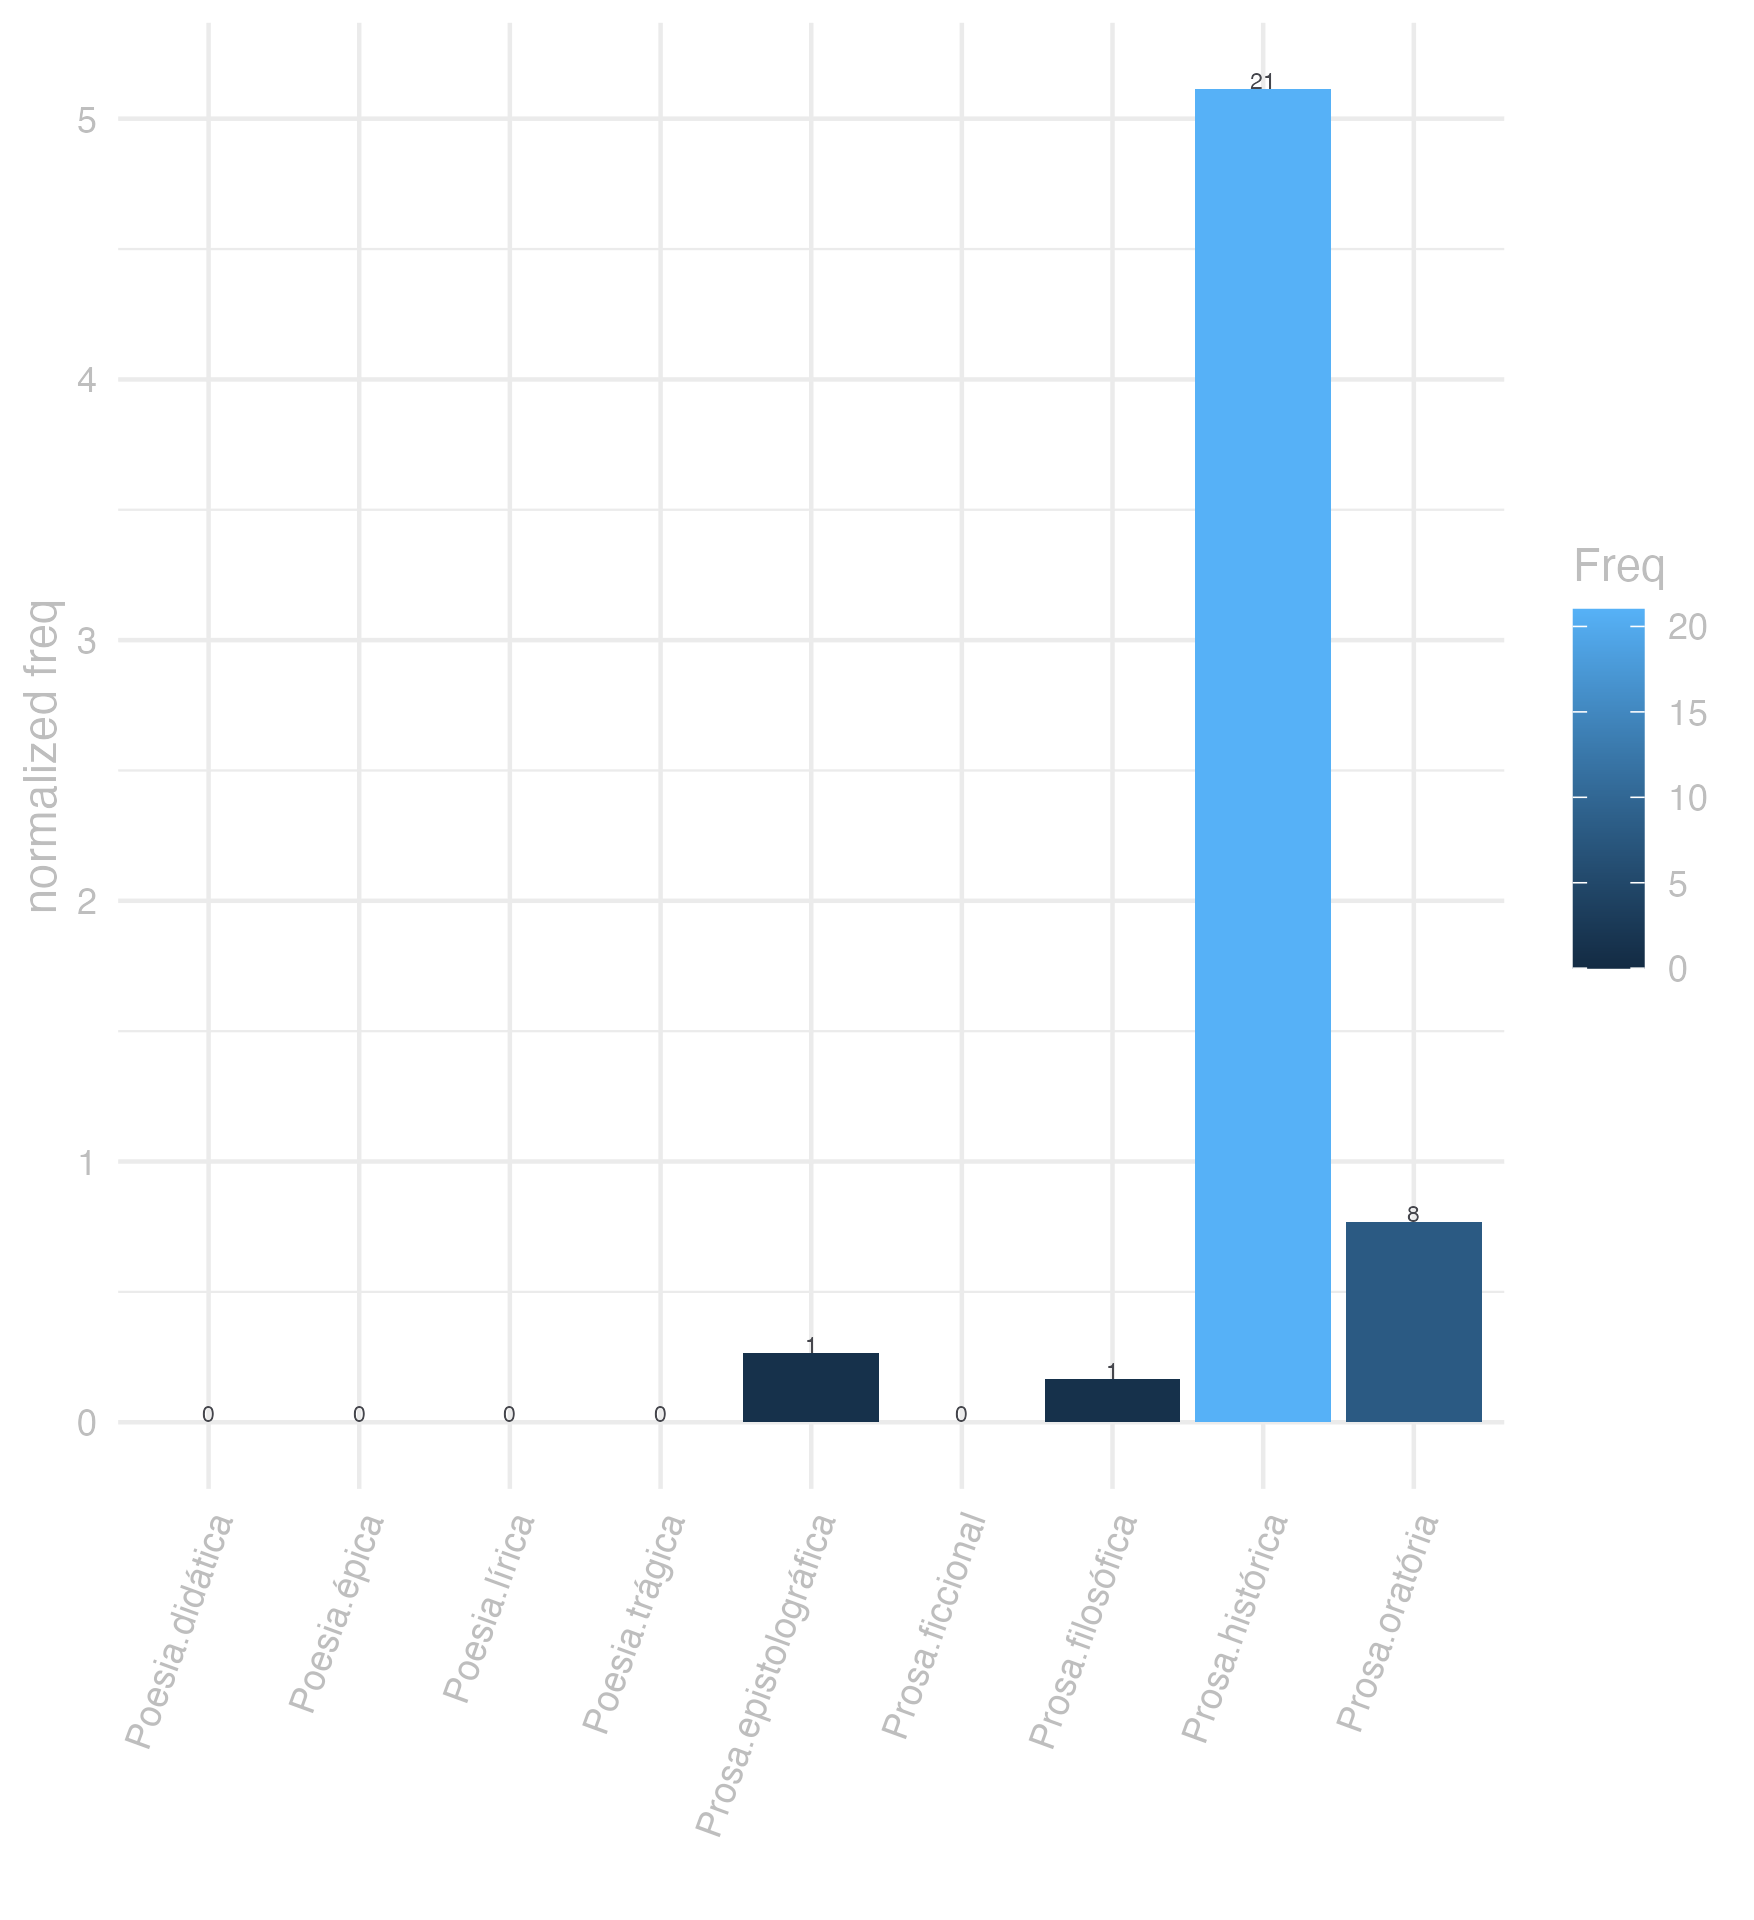 normalized freq
5
4
3
2
1
0
0
0
0
0
1
0
1
21
8
Poesia.didática
Poesia.épica
Poesia.lírica
Poesia.trágica
Prosa.epistolográfica
Prosa.ficcional
Prosa.filosófica
Prosa.histórica
Prosa.oratória
Freq
20
15
10
5
0